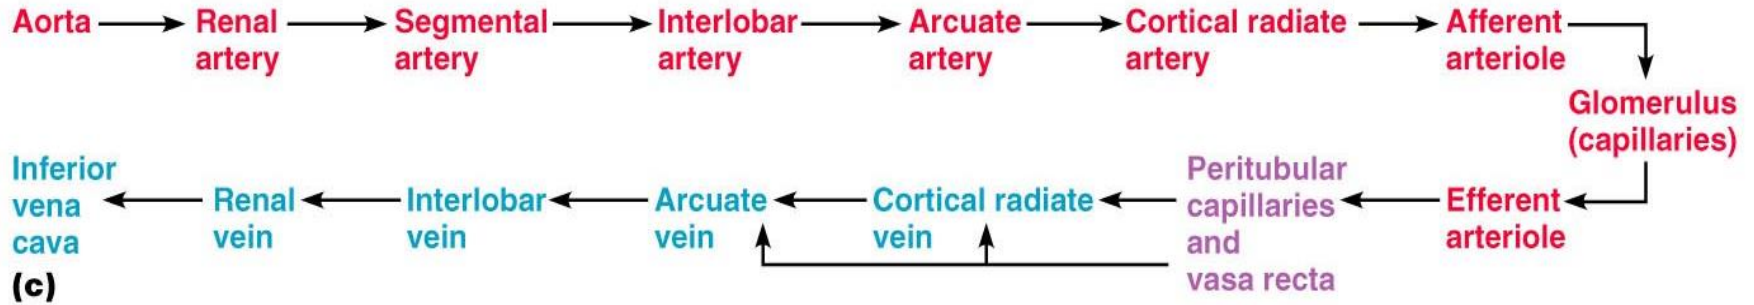 Aorta
Renal
artery
Segmental
artery
Interlobar
artery
Arcuate
artery
Cortical radiate
artery
Afferent
arteriole
Glomerulus
(capillaries)
Efferent
arteriole
Peritubular
capillaries
and
vasa recta
Cortical radiate
vein
Arcuate
vein
Interlobar
vein
Renal
vein
Inferior
vena
cava
(c)